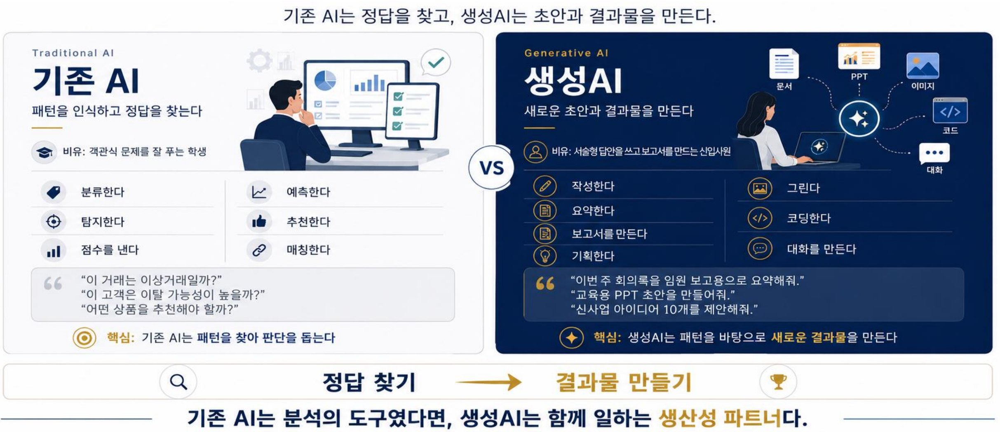 기존 AI는 정답을 찾고, 생성AI는 초안과 결과물을 만든다.
Traditional AI
기존 AI
패턴을 인식하고 정답을 찾는다
비유: 객관식 문제를 잘 푸는 학생
분류한다
예측한다
탐지한다
추천한다
점수를 낸다
매칭한다
“이 거래는 이상거래일까?”
“이 고객은 이탈 가능성이 높을까?”
“어떤 상품을 추천해야 할까?”
핵심: 기존 AI는 패턴을 찾아 판단을 돕는다
VS
Generative AI
생성AI
새로운 초안과 결과물을 만든다
비유: 서술형 답안을 쓰고 보고서를 만드는 신입사원
문서
PPT
이미지
</>
코드
대화
작성한다
그린다
요약한다
</>
코딩한다
보고서를 만든다
기획한다
대화를 만든다
“이번 주 회의록을 임원 보고용으로 요약해줘.”
“교육용 PPT 초안을 만들어줘.”
“신사업 아이디어 10개를 제안해줘.”
핵심: 생성AI는 패턴을 바탕으로 새로운 결과물을 만든다
정답 찾기
결과물 만들기
기존 AI는 분석의 도구였다면, 생성AI는 함께 일하는 생산성 파트너다.